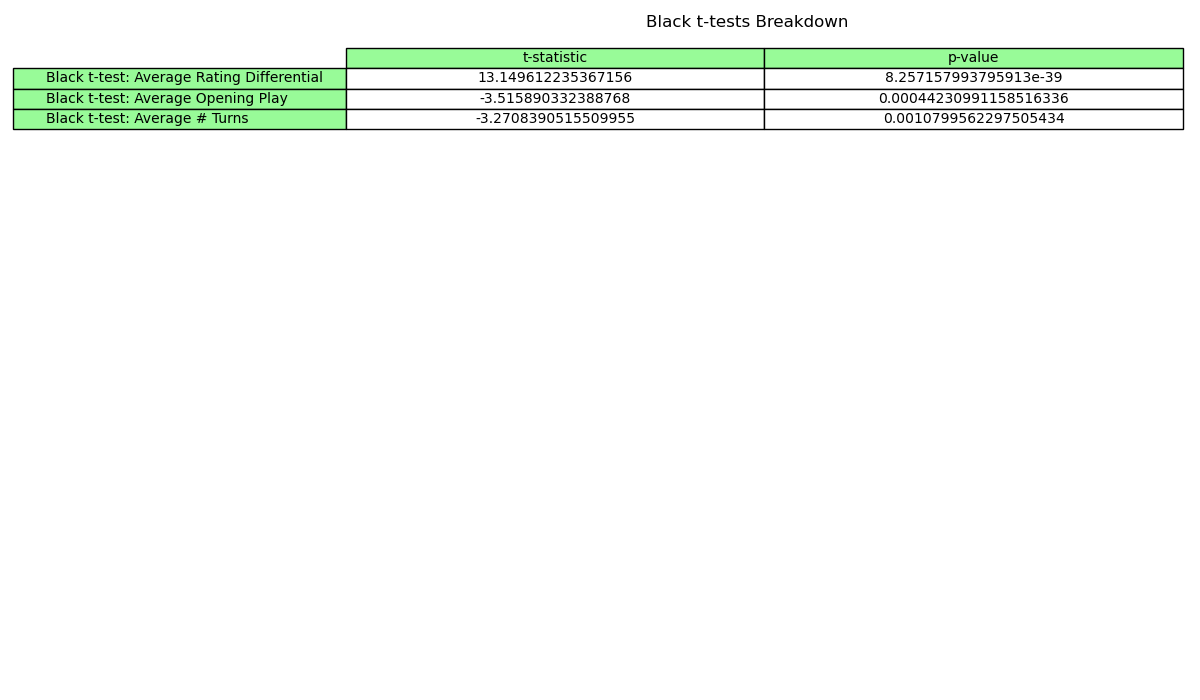 Black t-tests Breakdown
t-statistic p-value
Black t-test: Average Rating Differential 13.149612235367156 8.257157993795913e-39
Black t-test: Average Opening Play -3.515890332388768 0.00044230991158516336
Black t-test: Average # Turns -3.2708390515509955 0.0010799562297505434